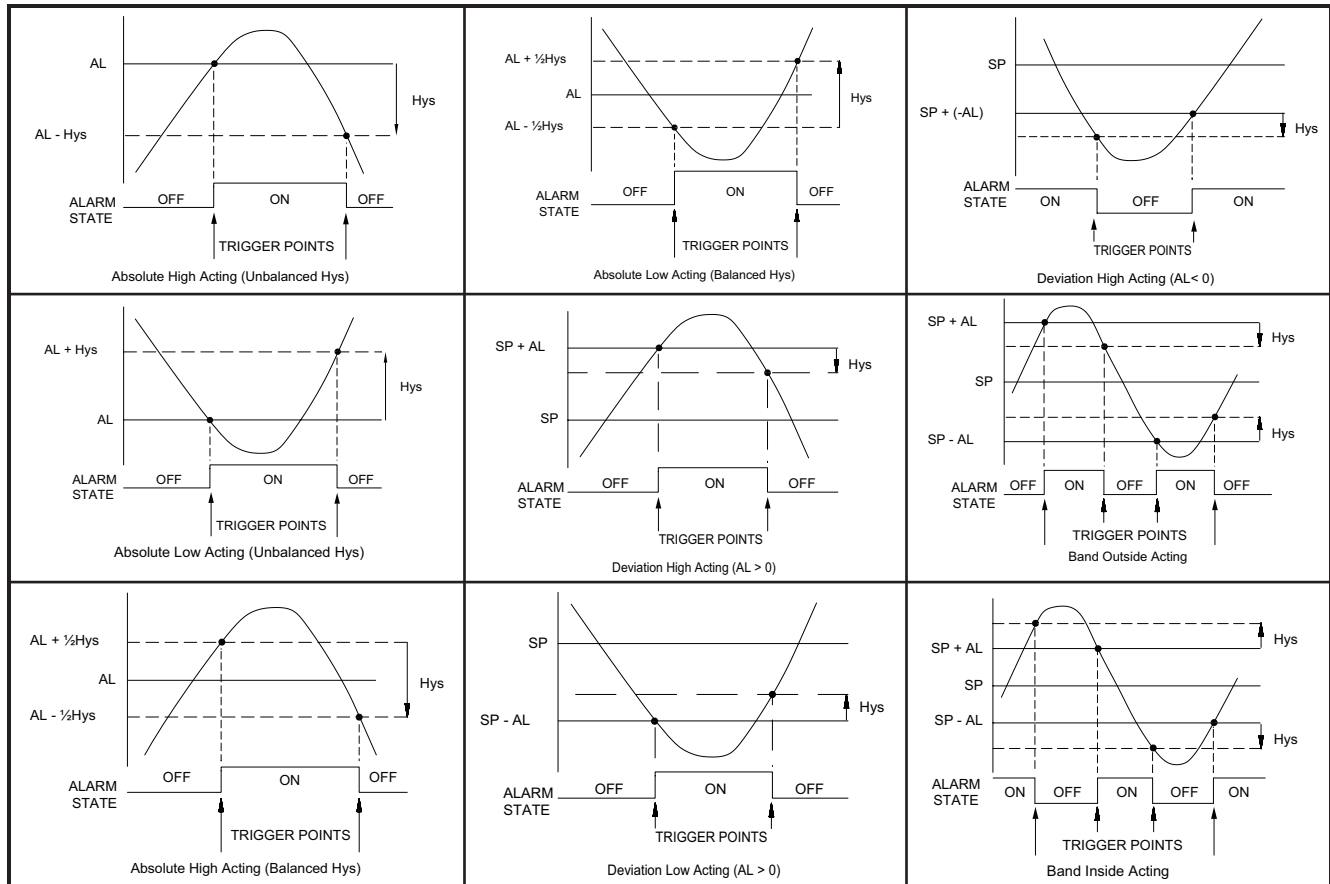 AL
AL - Hys
Hys
ALARM
STATE
OFF
ON
OFF
TRIGGER POINTS
Absolute High Acting (Unbalanced Hys)
AL + ½Hys
AL
AL - ½Hys
Hys
ALARM
STATE
OFF
ON
OFF
TRIGGER POINTS
Absolute Low Acting (Balanced Hys)
SP
SP + (-AL)
Hys
ALARM
STATE
ON
OFF
ON
TRIGGER POINTS
Deviation High Acting (AL< 0)
AL + Hys
AL
Hys
ALARM
STATE
OFF
ON
OFF
TRIGGER POINTS
Absolute Low Acting (Unbalanced Hys)
SP + AL
SP
Hys
ALARM
STATE
OFF
ON
OFF
TRIGGER POINTS
Deviation High Acting (AL > 0)
SP + AL
Hys
SP
SP - AL
Hys
ALARM
STATE
OFF
ON
OFF
ON
OFF
TRIGGER POINTS
Band Outside Acting
AL + ½Hys
AL
AL - ½Hys
Hys
ALARM
STATE
OFF
ON
OFF
TRIGGER POINTS
Absolute High Acting (Balanced Hys)
SP
SP - AL
Hys
ALARM
STATE
OFF
ON
OFF
TRIGGER POINTS
Deviation Low Acting (AL > 0)
Hys
SP + AL
SP
SP - AL
Hys
ALARM
STATE
ON
OFF
ON
OFF
ON
TRIGGER POINTS
Band Inside Acting